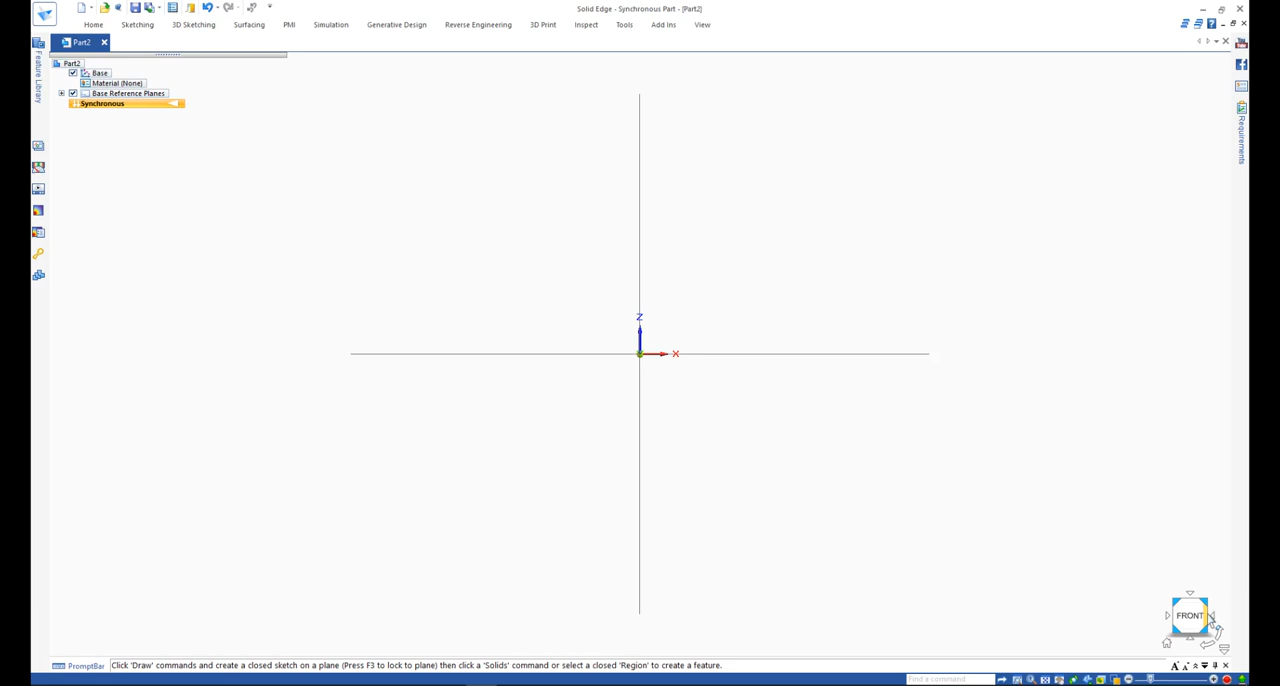 Solid Edge - Synchronous Part - [Part2]
Home Sketching 3D Sketching Surfacing PMI Simulation Generative Design Reverse Engineering 3D Print Inspect Tools Add Ins View
Part2
Feature Library
Part2
Base
Material (None)
Base Reference Planes
Synchronous
Requirements
Z
X
FRONT
PromptBar Click 'Draw' commands and create a closed sketch on a plane (Press F3 to lock to plane) then click a 'Solids' command or select a closed 'Region' to create a feature.
Find a command